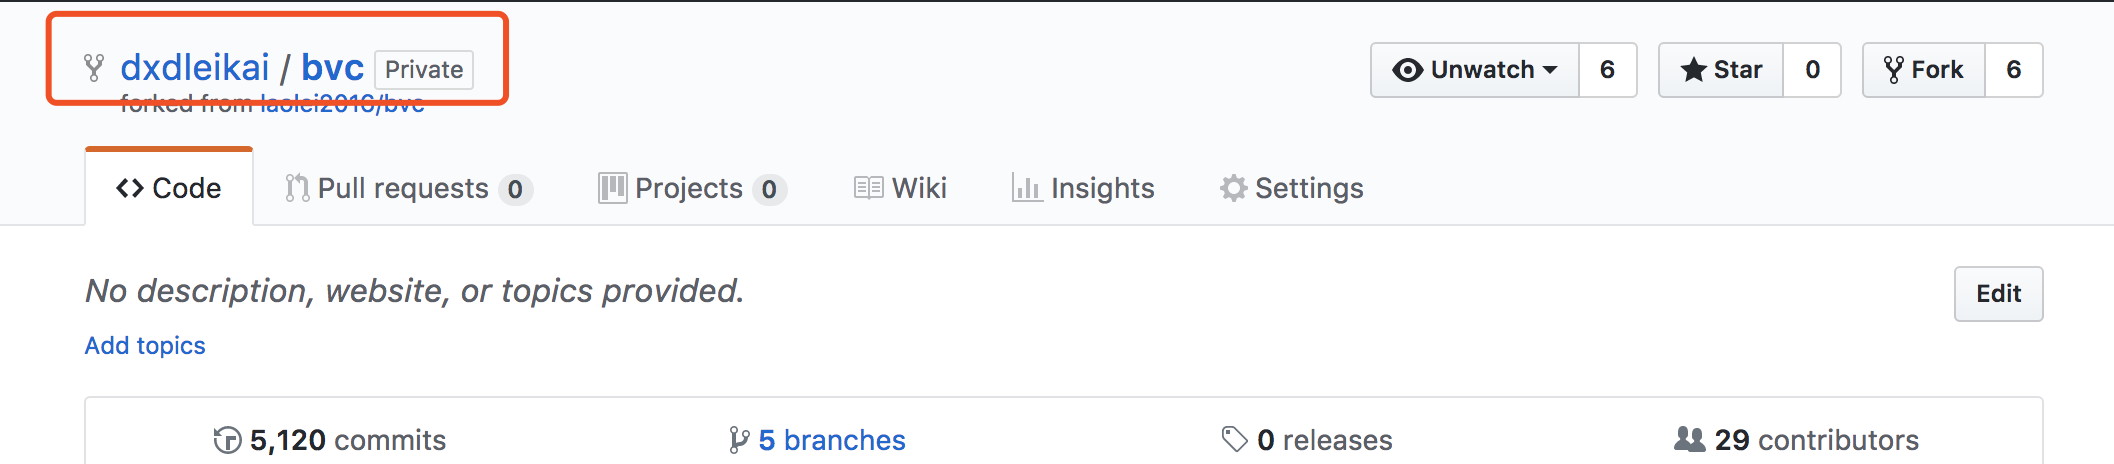 dxdleikai / bvc Private
Unwatch 6 Star 0 Fork 6
forked from laolei2016/bvc
Code Pull requests 0 Projects 0 Wiki Insights Settings
No description, website, or topics provided.
Edit
Add topics
5,120 commits 5 branches 0 releases 29 contributors